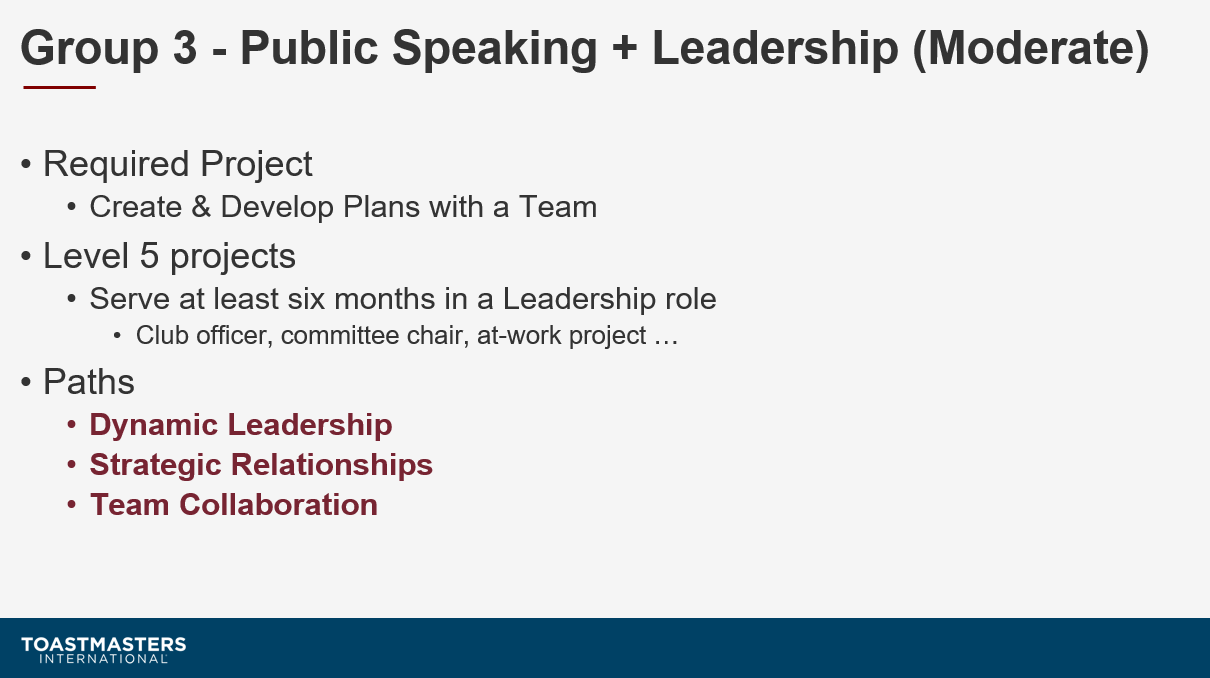 Group 3 - Public Speaking + Leadership (Moderate)
• Required Project
• Create & Develop Plans with a Team
• Level 5 projects
• Serve at least six months in a Leadership role
• Club officer, committee chair, at-work project …
• Paths
• Dynamic Leadership
• Strategic Relationships
• Team Collaboration
TOASTMASTERS
INTERNATIONAL